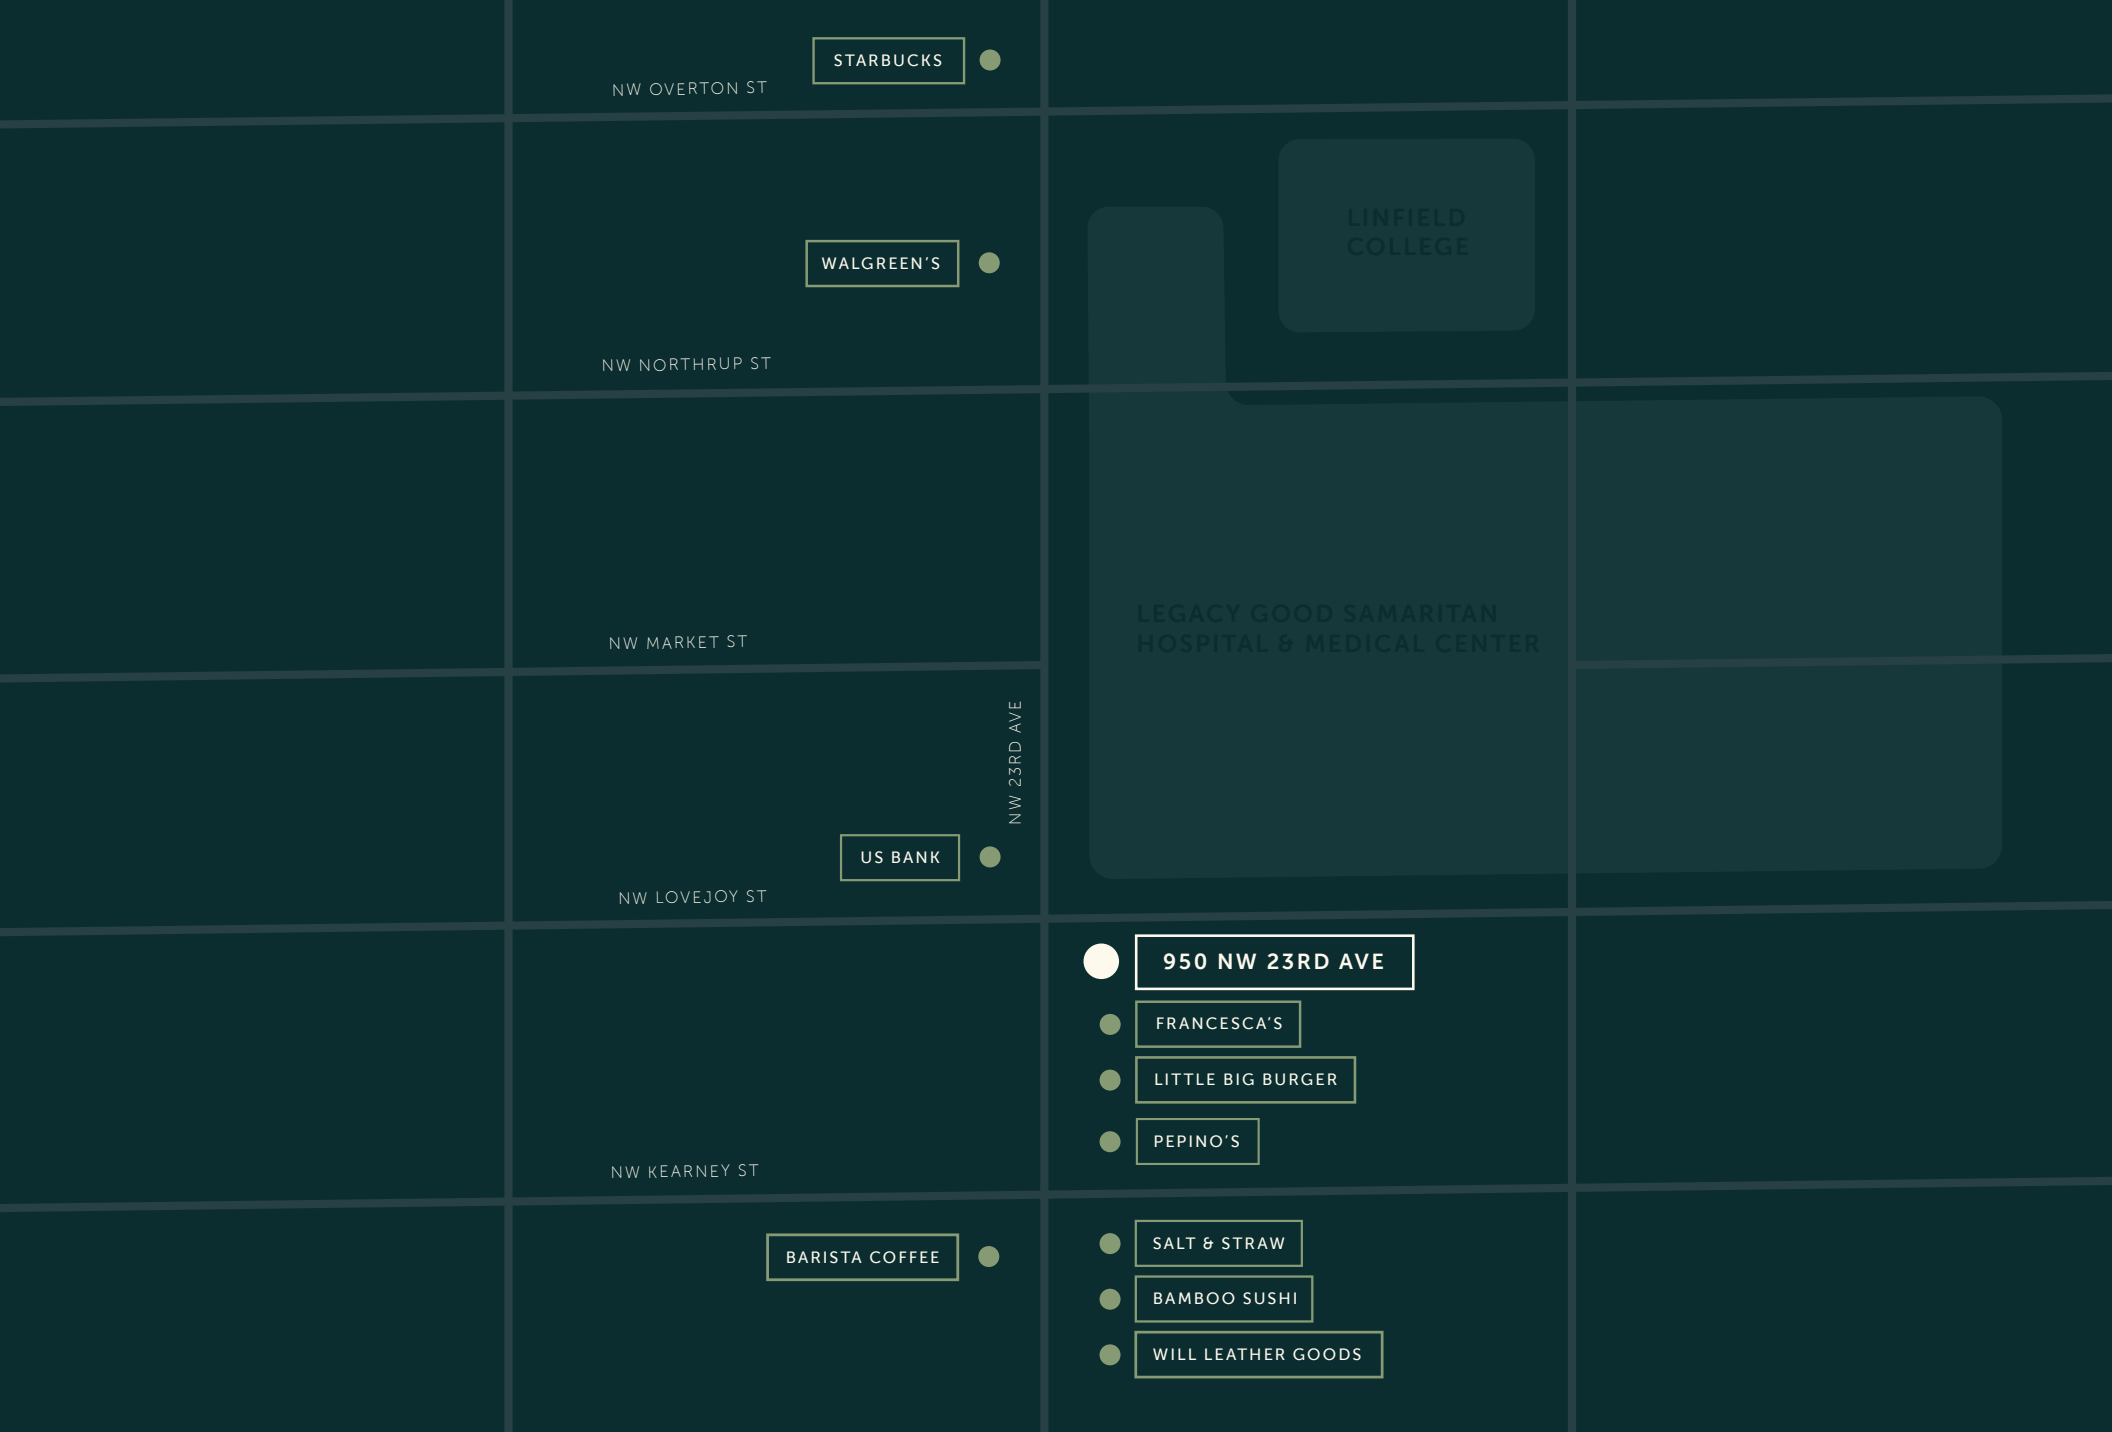 STARBUCKS
NW OVERTON ST
LINFIELD
COLLEGE
WALGREEN'S
NW NORTHRUP ST
LEGACY GOOD SAMARITAN
HOSPITAL & MEDICAL CENTER
NW MARKET ST
NW 23RD AVE
US BANK
NW LOVEJOY ST
950 NW 23RD AVE
FRANCESCA'S
LITTLE BIG BURGER
PEPINO'S
NW KEARNEY ST
BARISTA COFFEE
SALT & STRAW
BAMBOO SUSHI
WILL LEATHER GOODS